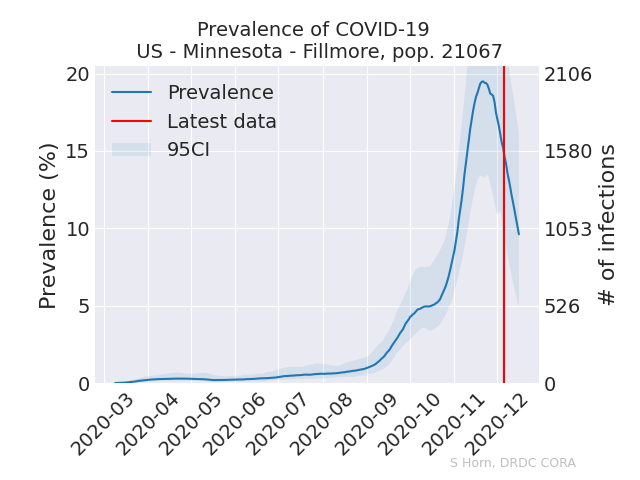 Prevalence of COVID-19
US - Minnesota - Fillmore, pop. 21067
Prevalence (%)
20
15
10
5
0
Prevalence
Latest data
95CI
2106
1580
1053
526
0
# of infections
2020-03
2020-04
2020-05
2020-06
2020-07
2020-08
2020-09
2020-10
2020-11
2020-12
S Horn, DRDC CORA